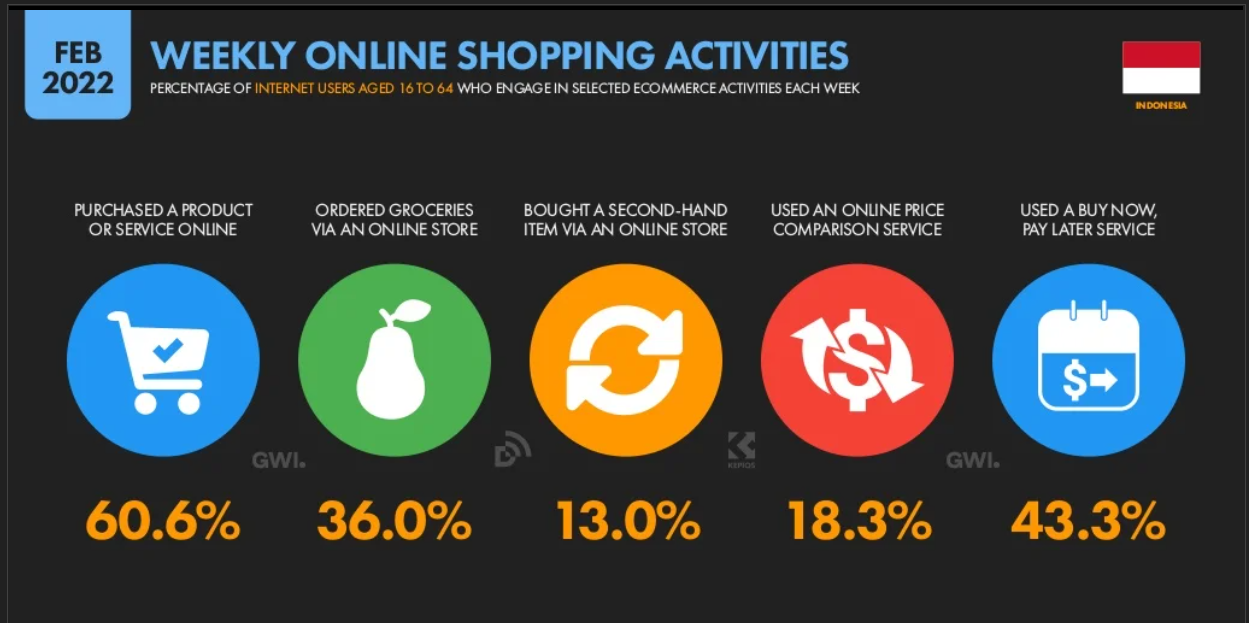 FEB
2022
WEEKLY ONLINE SHOPPING ACTIVITIES
PERCENTAGE OF INTERNET USERS AGED 16 TO 64 WHO ENGAGE IN SELECTED ECOMMERCE ACTIVITIES EACH WEEK
INDONESIA
PURCHASED A PRODUCT
OR SERVICE ONLINE
ORDERED GROCERIES
VIA AN ONLINE STORE
BOUGHT A SECOND-HAND
ITEM VIA AN ONLINE STORE
USED AN ONLINE PRICE
COMPARISON SERVICE
USED A BUY NOW,
PAY LATER SERVICE
$
$
GWI.
KEPIOS
GWI.
60.6%
36.0%
13.0%
18.3%
43.3%